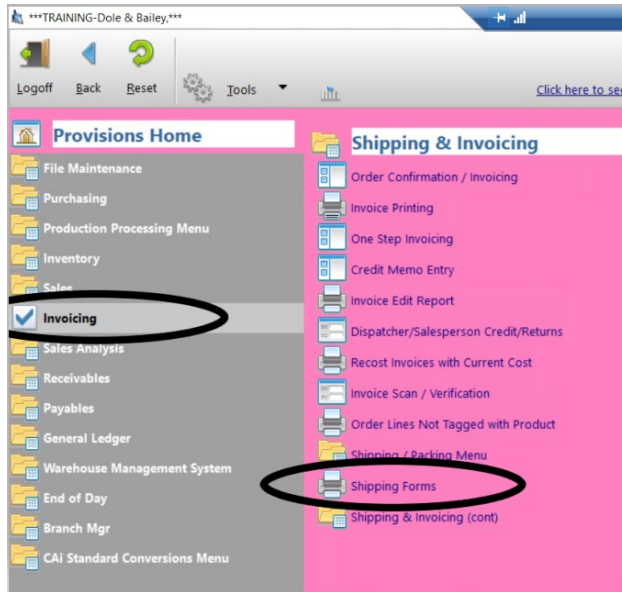 ***TRAINING-Dole & Bailey,***
Logoff Back Reset Tools
Click here to se
Provisions Home
File Maintenance
Purchasing
Production Processing Menu
Inventory
Sales
Invoicing
Sales Analysis
Receivables
Payables
General Ledger
Warehouse Management System
End of Day
Branch Mgr
CAi Standard Conversions Menu
Shipping & Invoicing
Order Confirmation / Invoicing
Invoice Printing
One Step Invoicing
Credit Memo Entry
Invoice Edit Report
Dispatcher/Salesperson Credit/Returns
Recost Invoices with Current Cost
Invoice Scan / Verification
Order Lines Not Tagged with Product
Shipping / Packing Menu
Shipping Forms
Shipping & Invoicing (cont)